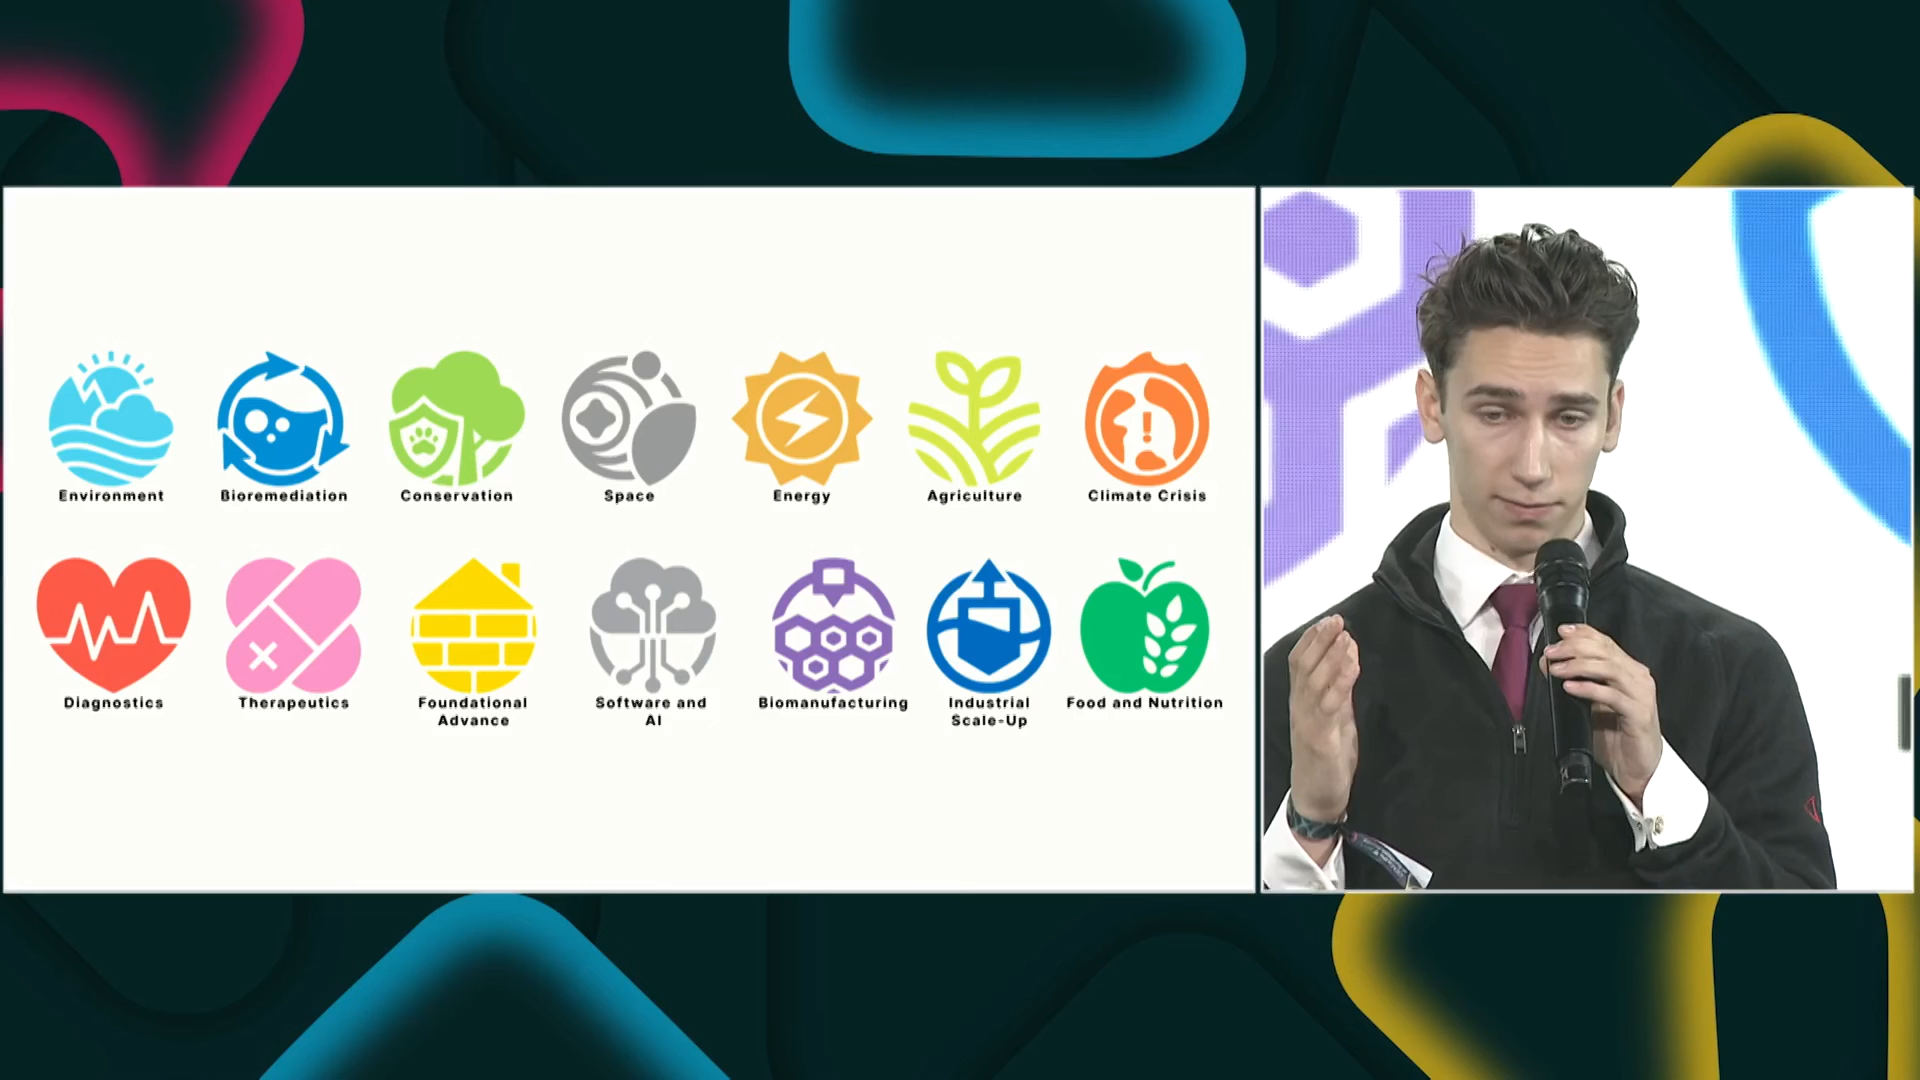 Environment
Bioremediation
Conservation
Space
Energy
Agriculture
Climate Crisis
Diagnostics
Therapeutics
Foundational
Advance
Software and
AI
Biomanufacturing
Industrial
Scale-Up
Food and Nutrition